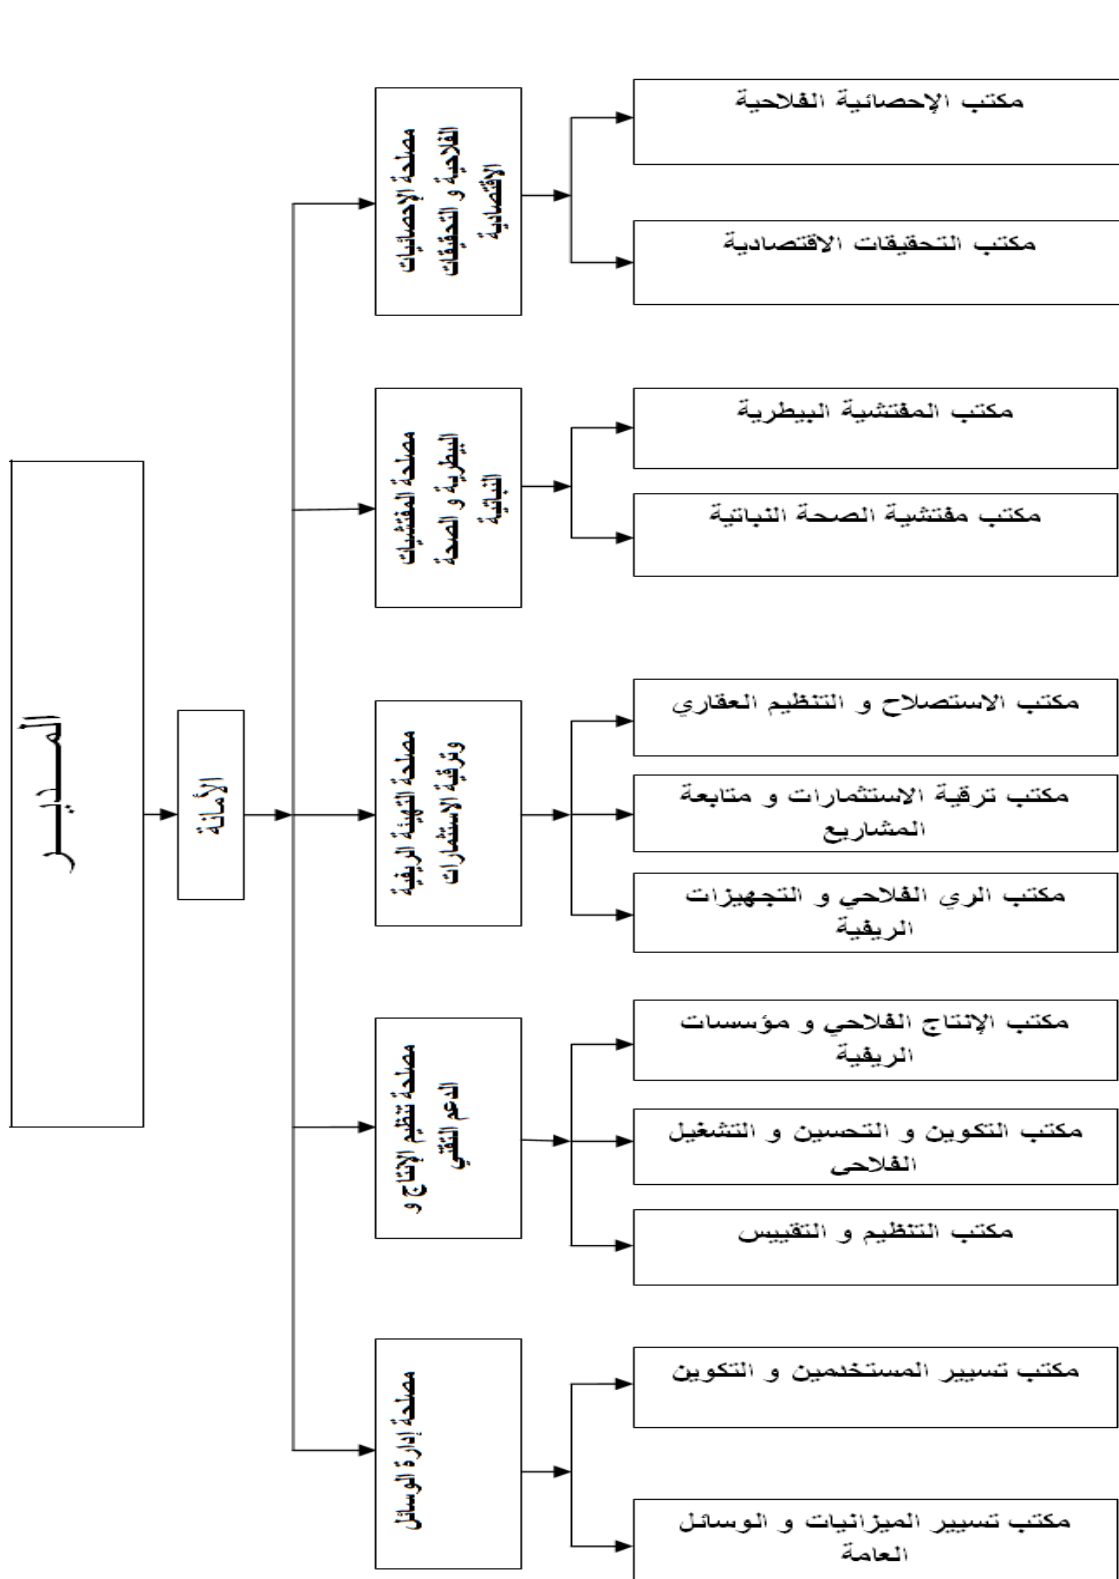 المــــديــــر
الأمانة
مصلحة الإحصائيات
الفلاحية و التحقيقات
الاقتصادية
مكتب الإحصائية الفلاحية
مكتب التحقيقات الاقتصادية
مصلحة المفتشيات
البيطرية و الصحة
النباتية
مكتب المفتشية البيطرية
مكتب مفتشية الصحة النباتية
مصلحة التهيئة الريفية
وترقية الاستثمارات
مكتب الاستصلاح و التنظيم العقاري
مكتب ترقية الاستثمارات و متابعة
المشاريع
مكتب الري الفلاحي و التجهيزات
الريفية
مصلحة تنظيم الإنتاج و
الدعم التقني
مكتب الإنتاج الفلاحي و مؤسسات
الريفية
مكتب التكوين و التحسين و التشغيل
الفلاحي
مكتب التنظيم و التقييس
مصلحة إدارة الوسائل
مكتب تسيير المستخدمين و التكوين
مكتب تسيير الميزانيات و الوسائل
العامة